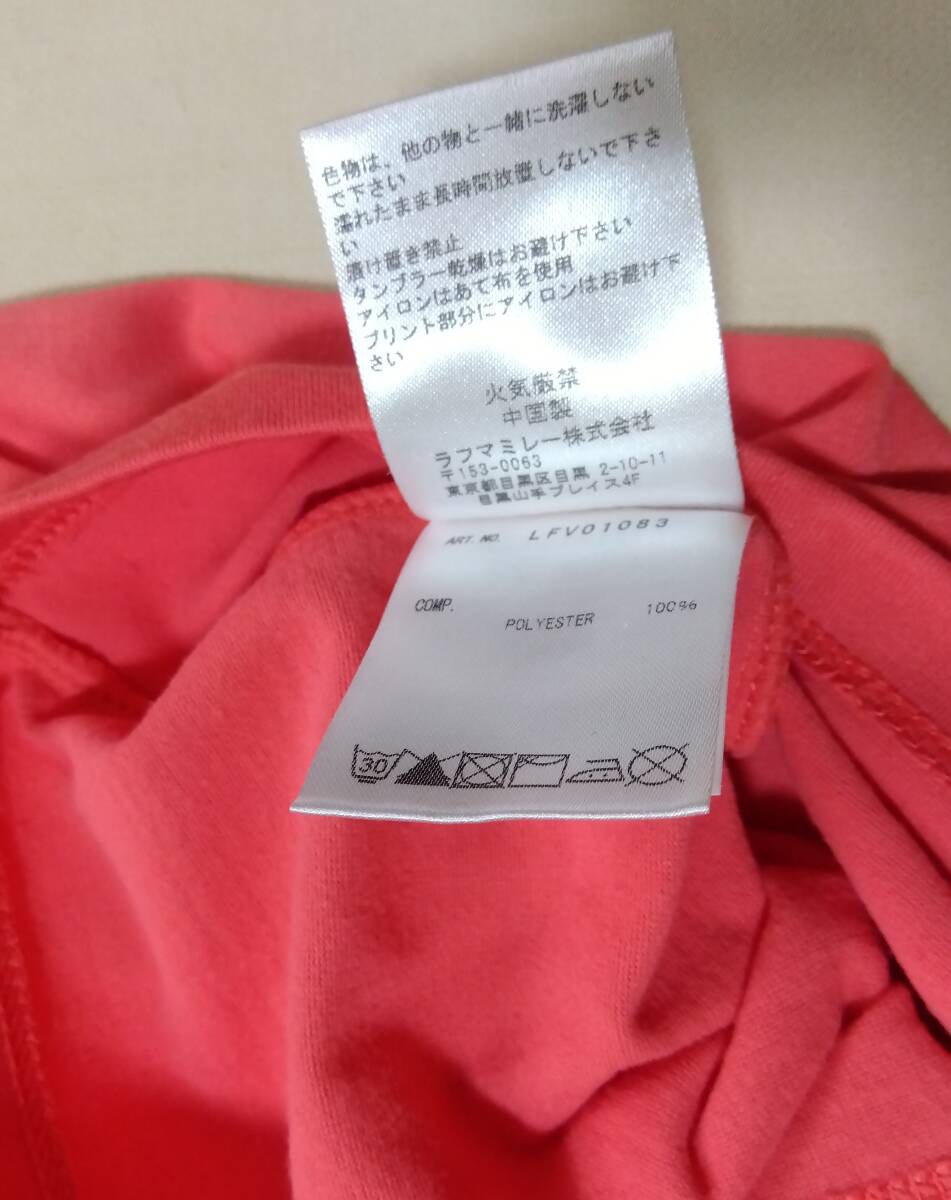 色物は、他の物と一緒に洗濯しない
で下さい
濡れたまま長時間放置しないで下さ
い
漬け置き禁止
タンブラー乾燥はお避け下さい
アイロンはあて布を使用
プリント部分にアイロンはお避け下
さい
火気厳禁
中国製
ラフマミレー株式会社
〒153-0063
東京都目黒区目黒 2-10-11
目黒山手プレイス4F
ART. NO. LFV01083
COMP.
POLYESTER 100%
30